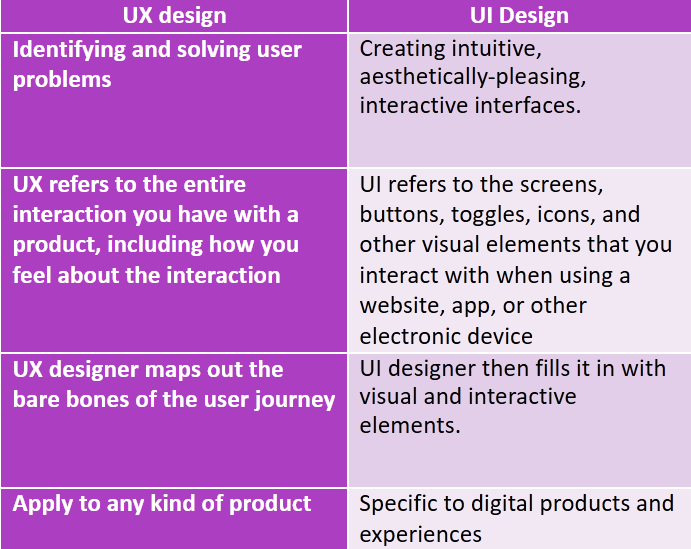 UX design
UI Design
Identifying and solving user
problems
Creating intuitive,
aesthetically-pleasing,
interactive interfaces.
UX refers to the entire
interaction you have with a
product, including how you
feel about the interaction
UI refers to the screens,
buttons, toggles, icons, and
other visual elements that you
interact with when using a
website, app, or other
electronic device
UX designer maps out the
bare bones of the user journey
UI designer then fills it in with
visual and interactive
elements.
Apply to any kind of product
Specific to digital products and
experiences